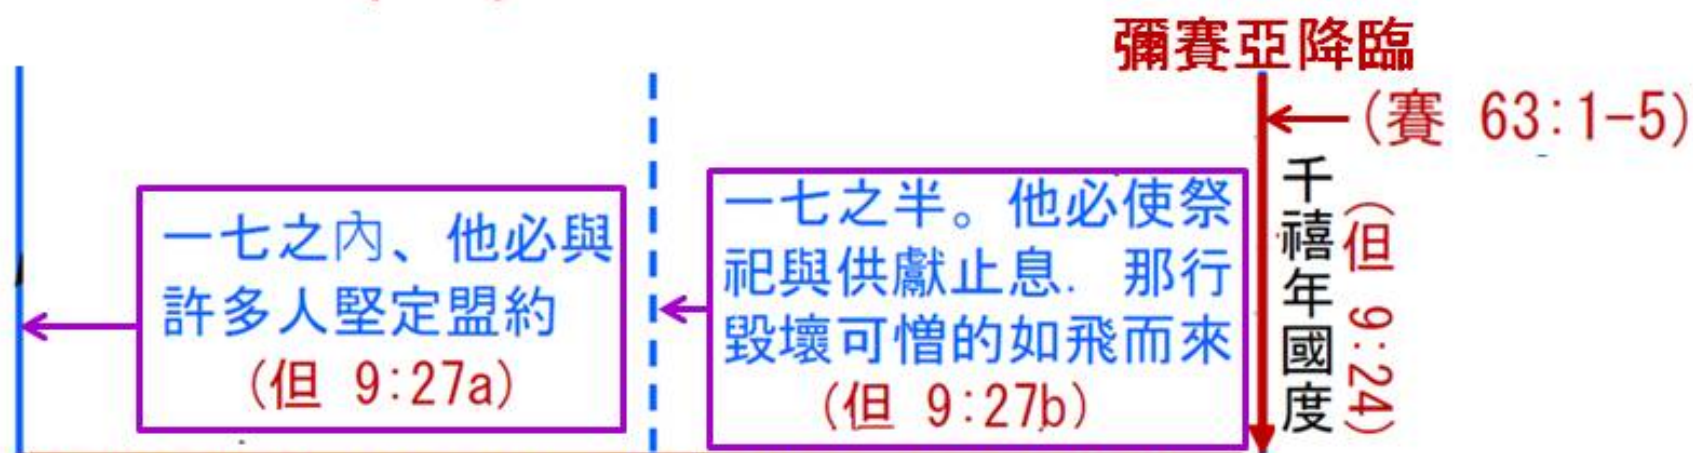 彌賽亞降臨
(賽 63:1-5)
一七之內、他必與
許多人堅定盟約
(但 9:27a)
一七之半。他必使祭
祀與供獻止息. 那行
毀壞可憎的如飛而來
(但 9:27b)
千禧年國度
(但 9:24)